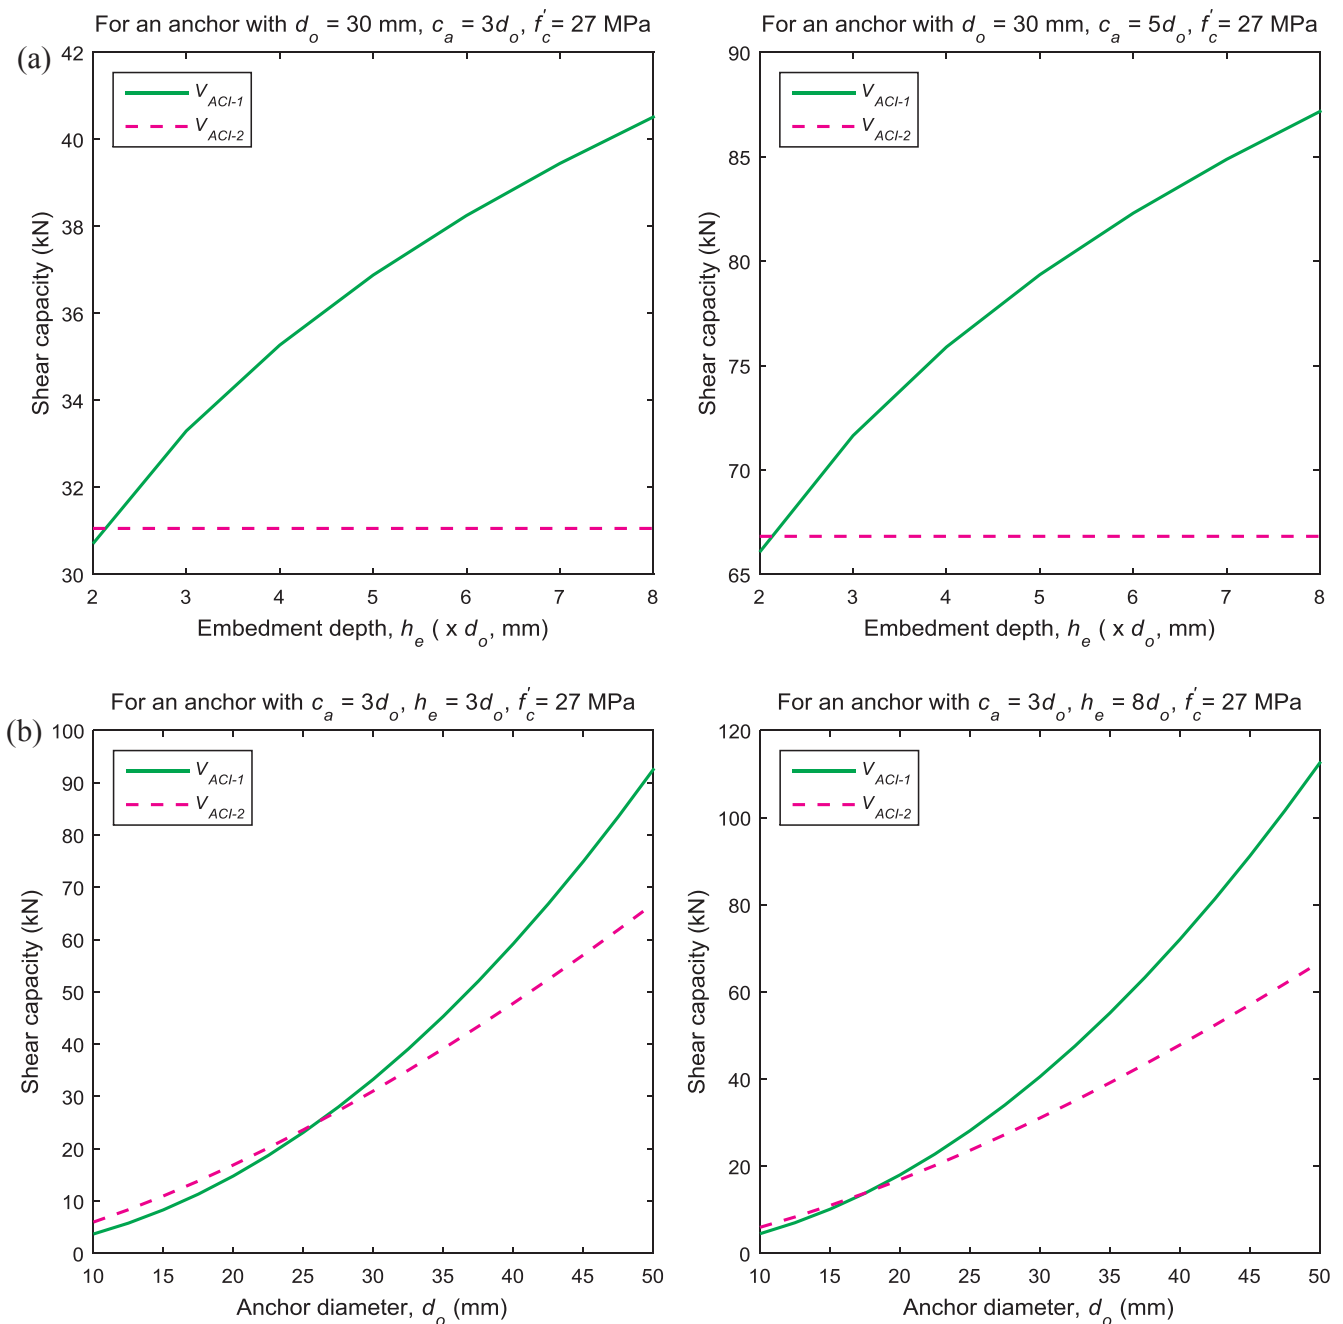 For an anchor with d_o = 30 mm, c_a = 3d_o, f'_c = 27 MPa
(a)
42
40
38
36
34
32
30
Shear capacity (kN)
V_ACI-1
V_ACI-2
2 3 4 5 6 7 8
Embedment depth, h_e ( x d_o, mm)
For an anchor with d_o = 30 mm, c_a = 5d_o, f'_c = 27 MPa
90
85
80
75
70
65
Shear capacity (kN)
V_ACI-1
V_ACI-2
2 3 4 5 6 7 8
Embedment depth, h_e ( x d_o, mm)
For an anchor with c_a = 3d_o, h_e = 3d_o, f'_c = 27 MPa
(b)
100
90
80
70
60
50
40
30
20
10
0
Shear capacity (kN)
V_ACI-1
V_ACI-2
10 15 20 25 30 35 40 45 50
Anchor diameter, d_o (mm)
For an anchor with c_a = 3d_o, h_e = 8d_o, f'_c = 27 MPa
120
100
80
60
40
20
0
Shear capacity (kN)
V_ACI-1
V_ACI-2
10 15 20 25 30 35 40 45 50
Anchor diameter, d_o (mm)